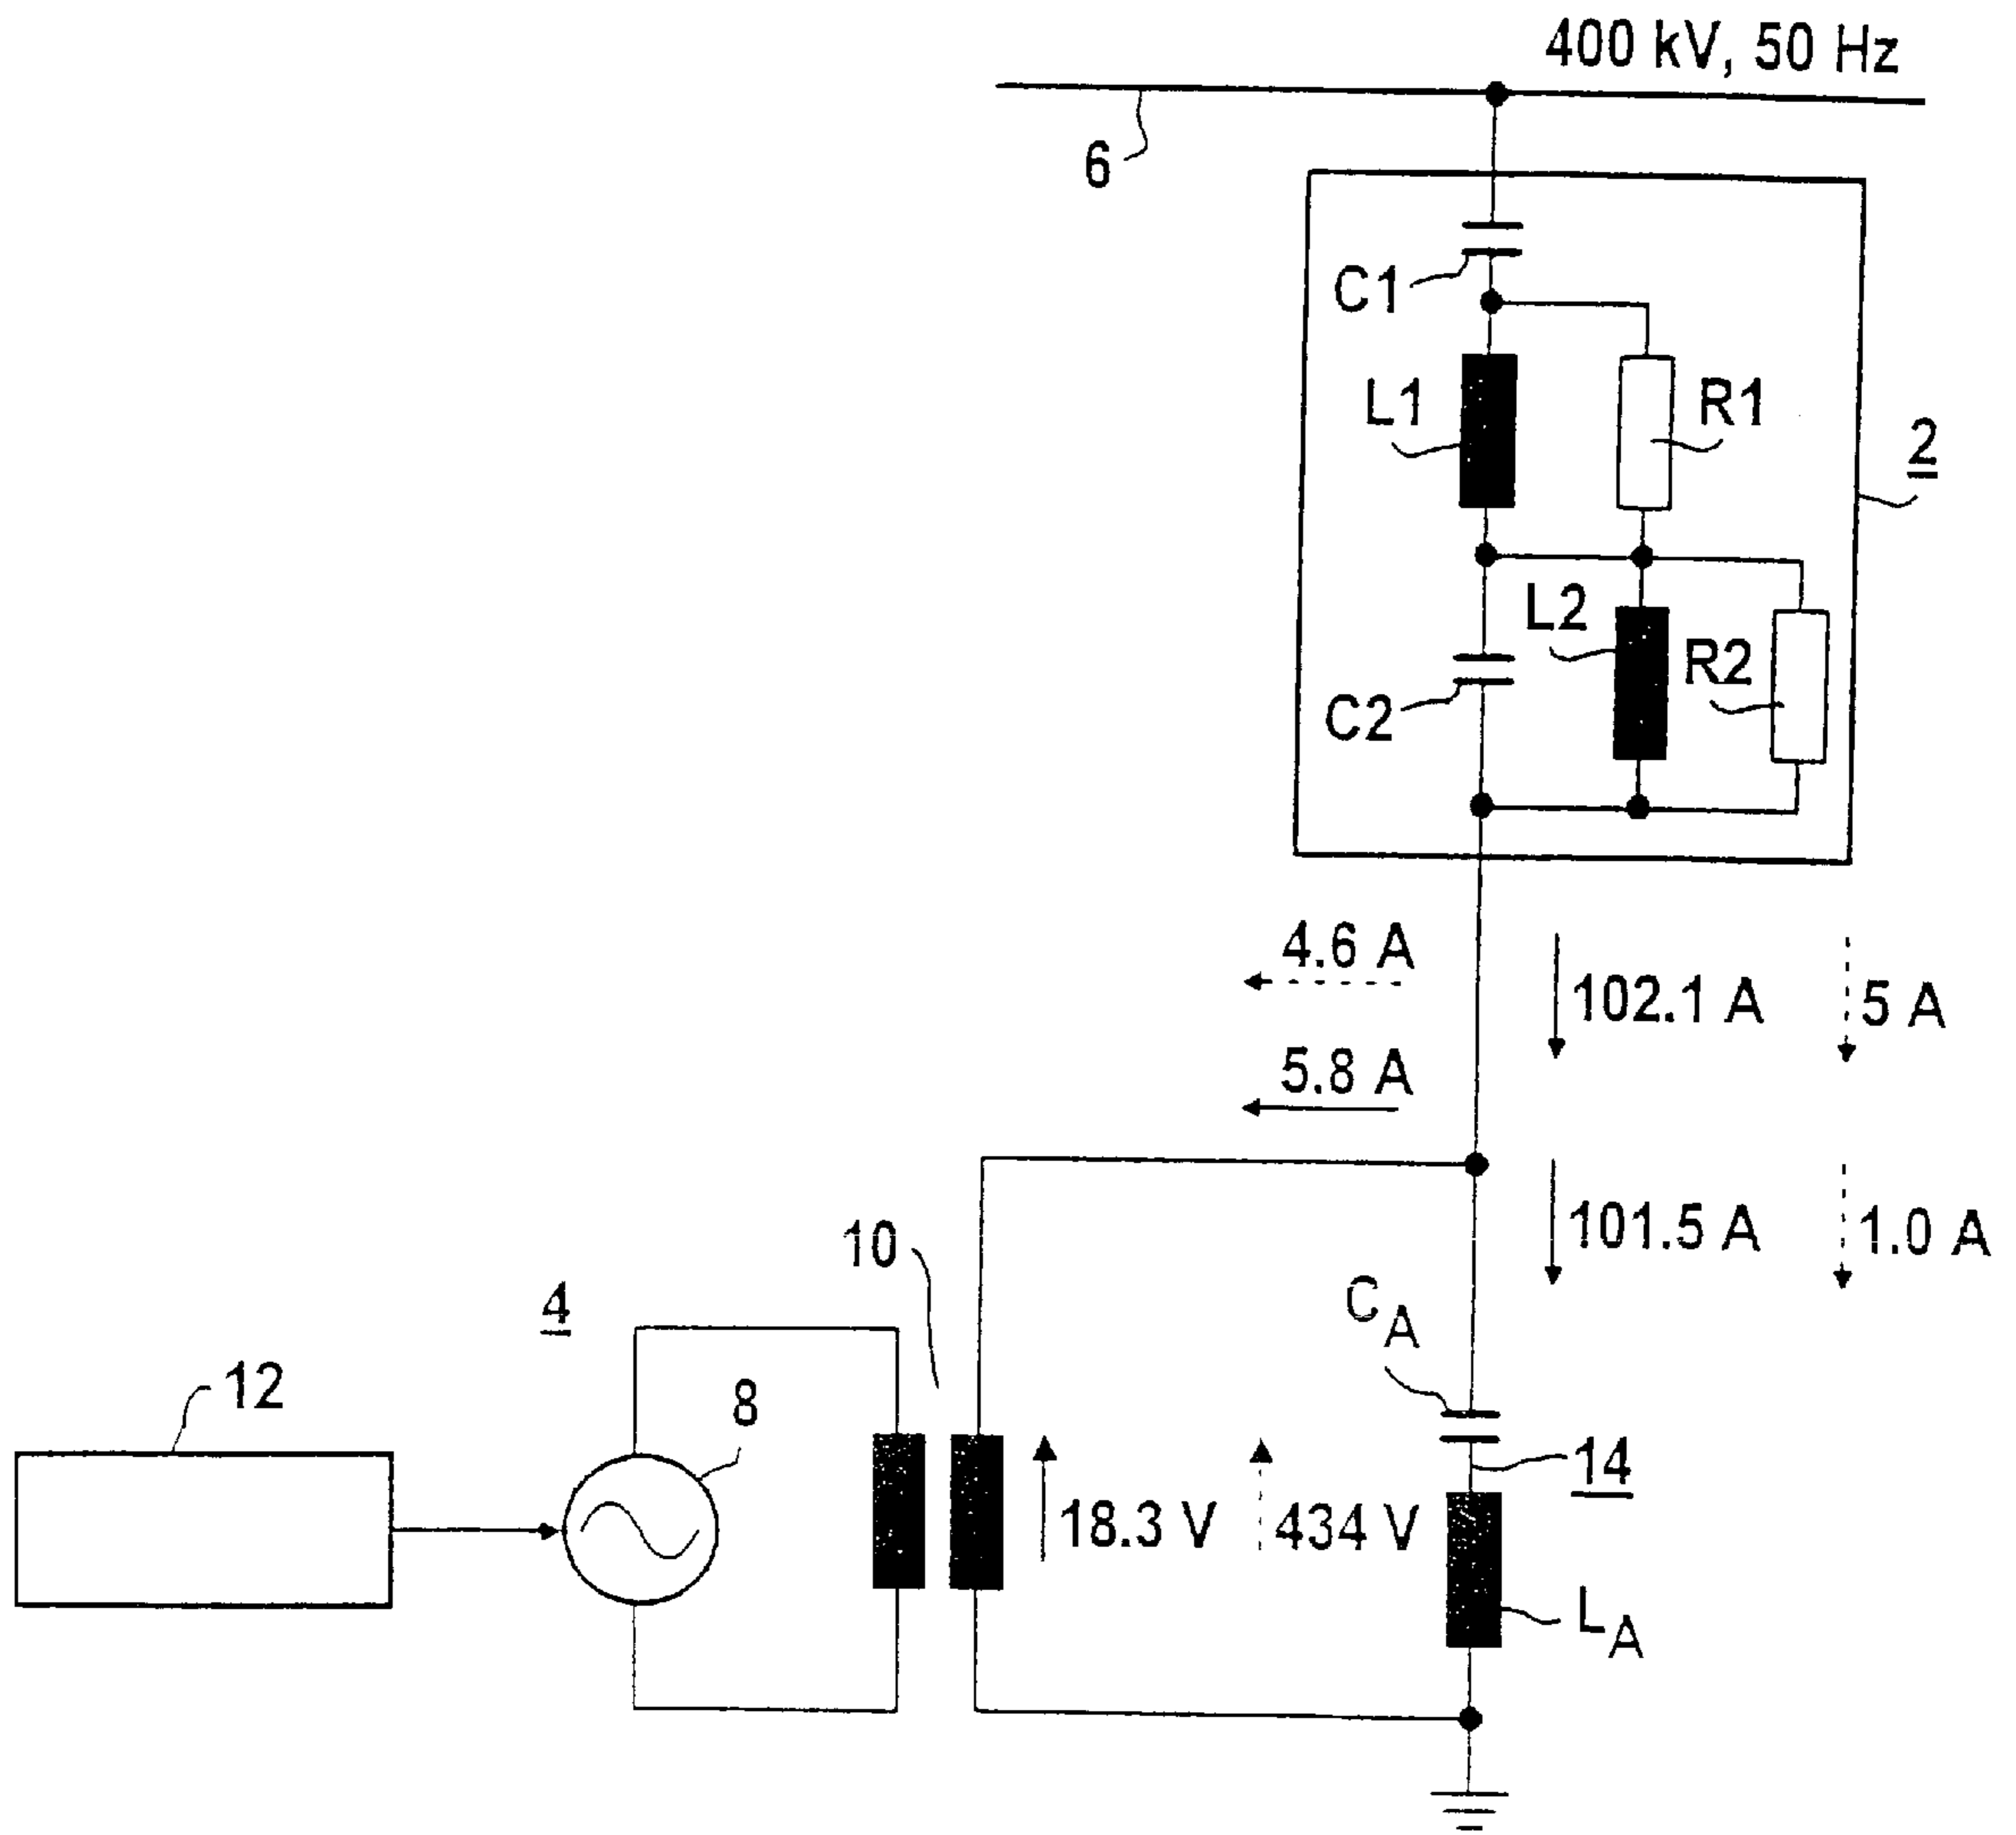 400 kV, 50 Hz
6
C1
L1
R1
2
L2
R2
C2
4.6 A
102.1 A
5 A
5.8 A
10
101.5 A
1.0 A
4
C A
12
8
14
18.3 V
434 V
L A